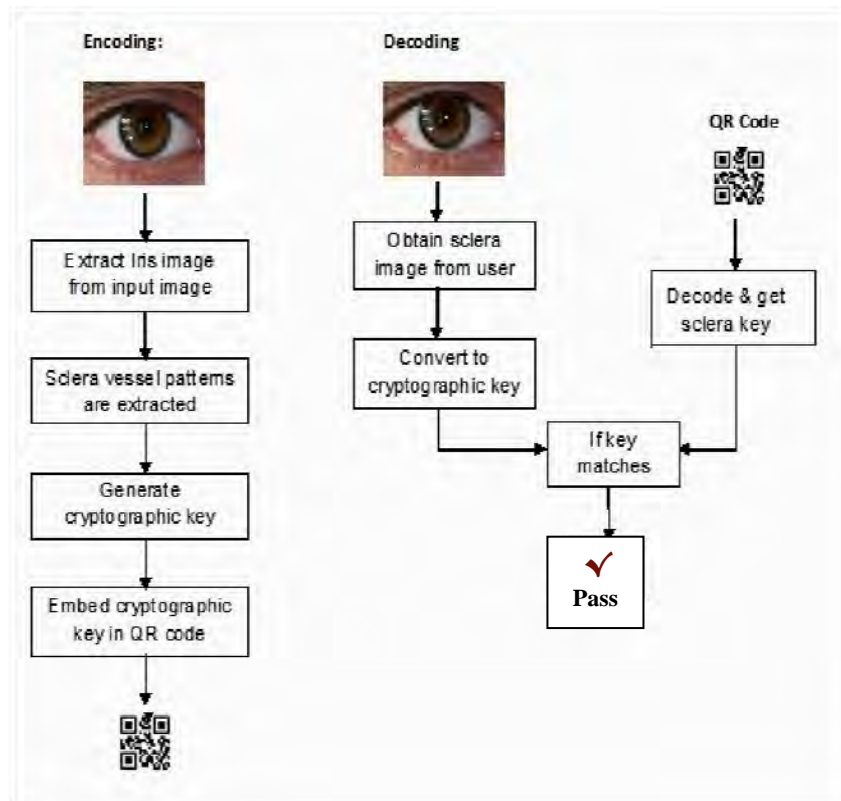 Encoding:
Extract Iris image
from input image
Sclera vessel patterns
are extracted
Generate
cryptographic key
Embed cryptographic
key in QR code
Decoding
Obtain sclera
image from user
Convert to
cryptographic key
QR Code
Decode & get
sclera key
If key
matches
Pass